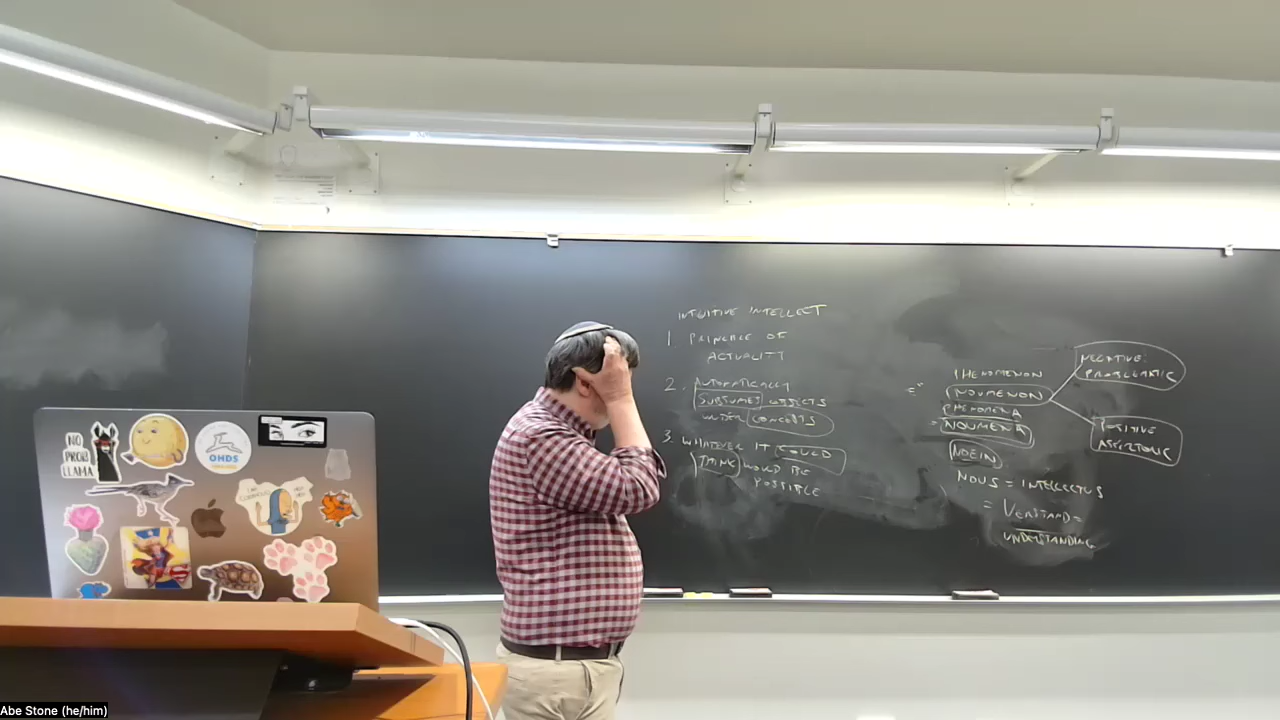 INTUITIVE INTELLECT
1. PRINCIPLE OF
ACTUALITY
2. AUTOMATICALLY
SUBSUMES OBJECTS
UNDER CONCEPTS
3. WHATEVER IT COULD
THINK WOULD BE
POSSIBLE
PHENOMENON
NOUMENON
PHENOMENA
NOUMENA
NOEIN
NOUS = INTELLECTUS
= VERSTAND =
UNDERSTANDING
NEGATIVE:
PROBLEMATIC
POSITIVE
ASSERTORIC
NO
PROB
LLAMA
OHDS
Abe Stone (he/him)